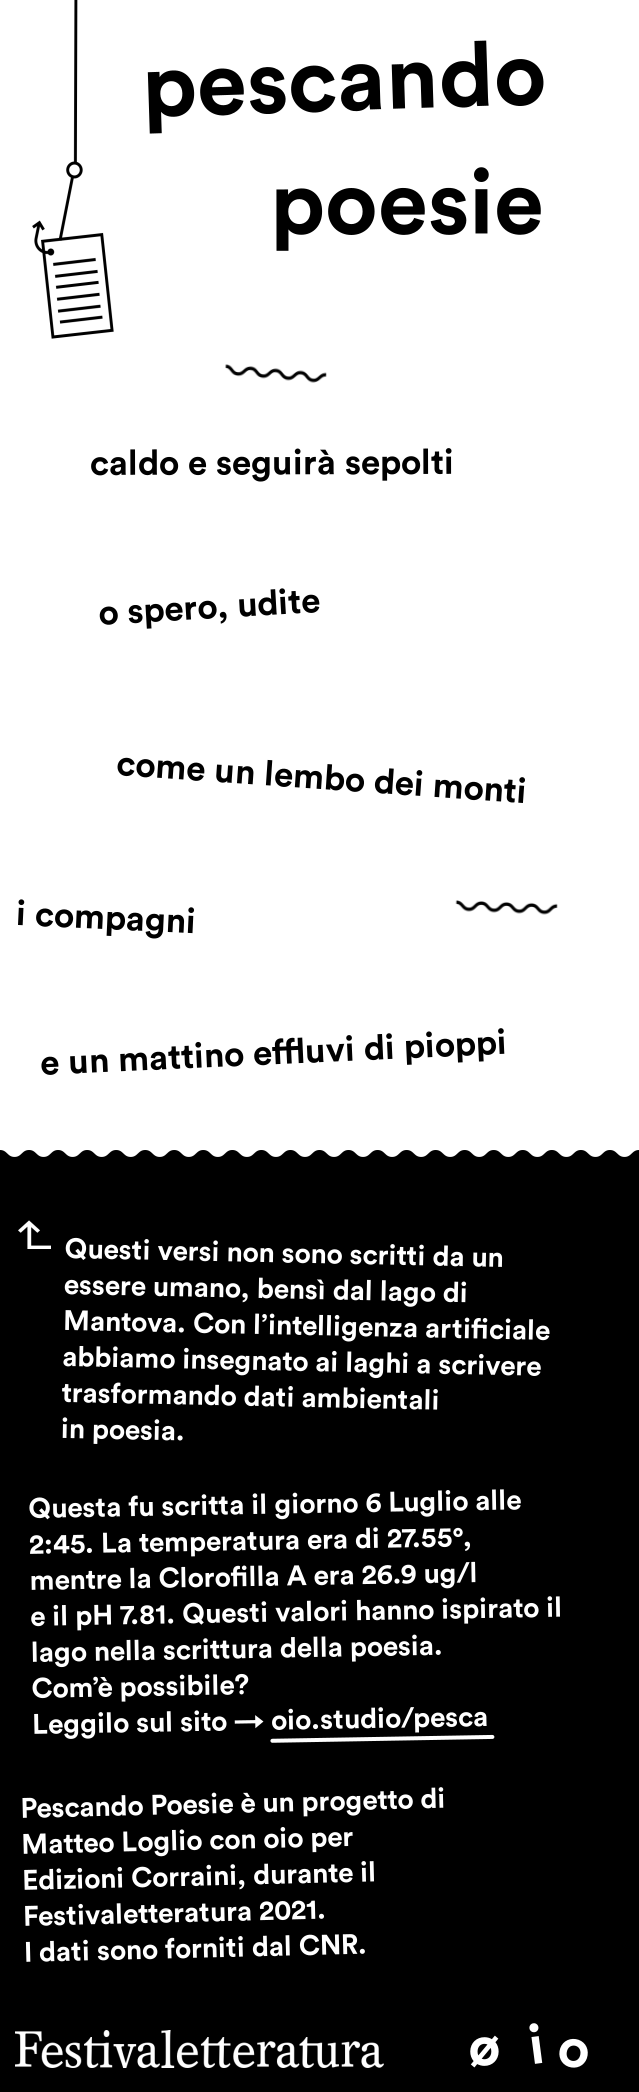 pescando
poesie
caldo e seguirà sepolti
o spero, udite
come un lembo dei monti
i compagni
e un mattino effluvi di pioppi
Questi versi non sono scritti da un
essere umano, bensì dal lago di
Mantova. Con l’intelligenza artificiale
abbiamo insegnato ai laghi a scrivere
trasformando dati ambientali
in poesia.
Questa fu scritta il giorno 6 Luglio alle
2:45. La temperatura era di 27.55°,
mentre la Clorofilla A era 26.9 ug/l
e il pH 7.81. Questi valori hanno ispirato il
lago nella scrittura della poesia.
Com’è possibile?
Leggilo sul sito → oio.studio/pesca
Pescando Poesie è un progetto di
Matteo Loglio con oio per
Edizioni Corraini, durante il
Festivaletteratura 2021.
I dati sono forniti dal CNR.
Festivaletteratura
ø i o